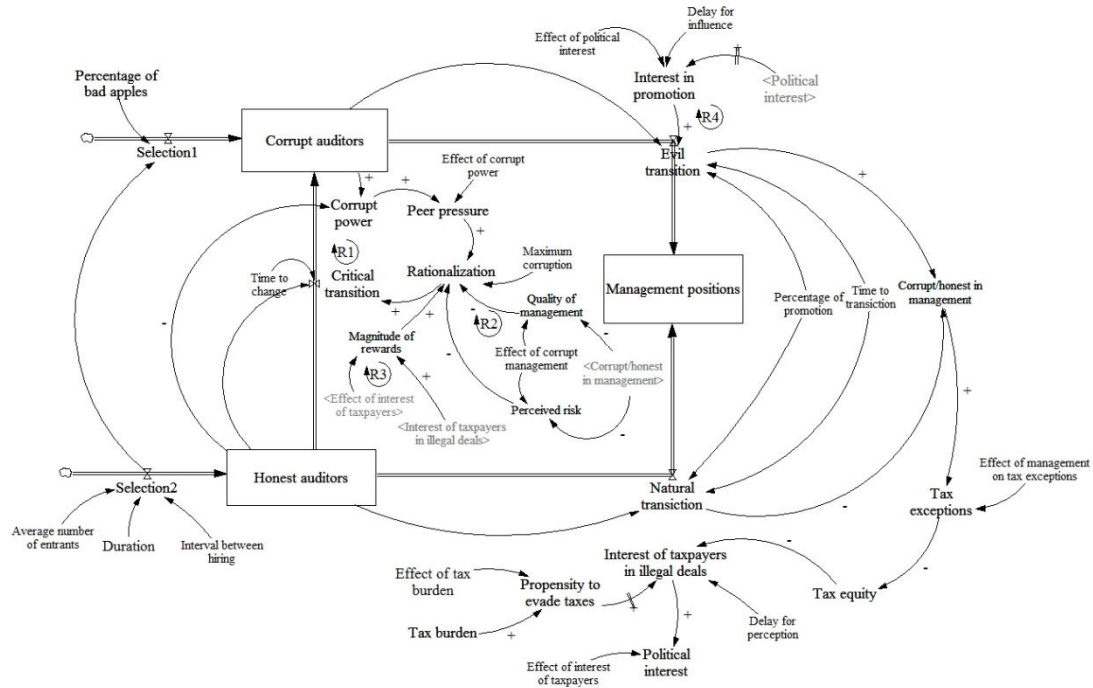 Delay for
influence
Effect of political
interest
Percentage of
bad apples
Interest in
promotion
<Political
interest>
R4
+
Corrupt auditors
Selection1
Evil
transition
Effect of corrupt
power
+
+
+
Corrupt
power
Peer pressure
+
R1
Time to
change
Critical
transition
Rationalization
Maximum
corruption
Management positions
Percentage of
promotion
Time to
transiction
Corrupt/honest in
management
-
+
+
-
R2
Quality of
management
-
Magnitude of
rewards
R3
+
Effect of corrupt
management
<Corrupt/honest
in management>
<Effect of interest
of taxpayers>
<Interest of taxpayers
in illegal deals>
Perceived risk
-
+
Honest auditors
Selection2
Natural
transiction
-
Tax
exceptions
Effect of management
on tax exceptions
Average number
of entrants
Duration
Interval between
hiring
Interest of taxpayers
in illegal deals
-
-
Effect of tax
burden
Propensity to
evade taxes
+
Tax equity
Tax burden
+
+
Delay for
perception
Effect of interest
of taxpayers
Political
interest